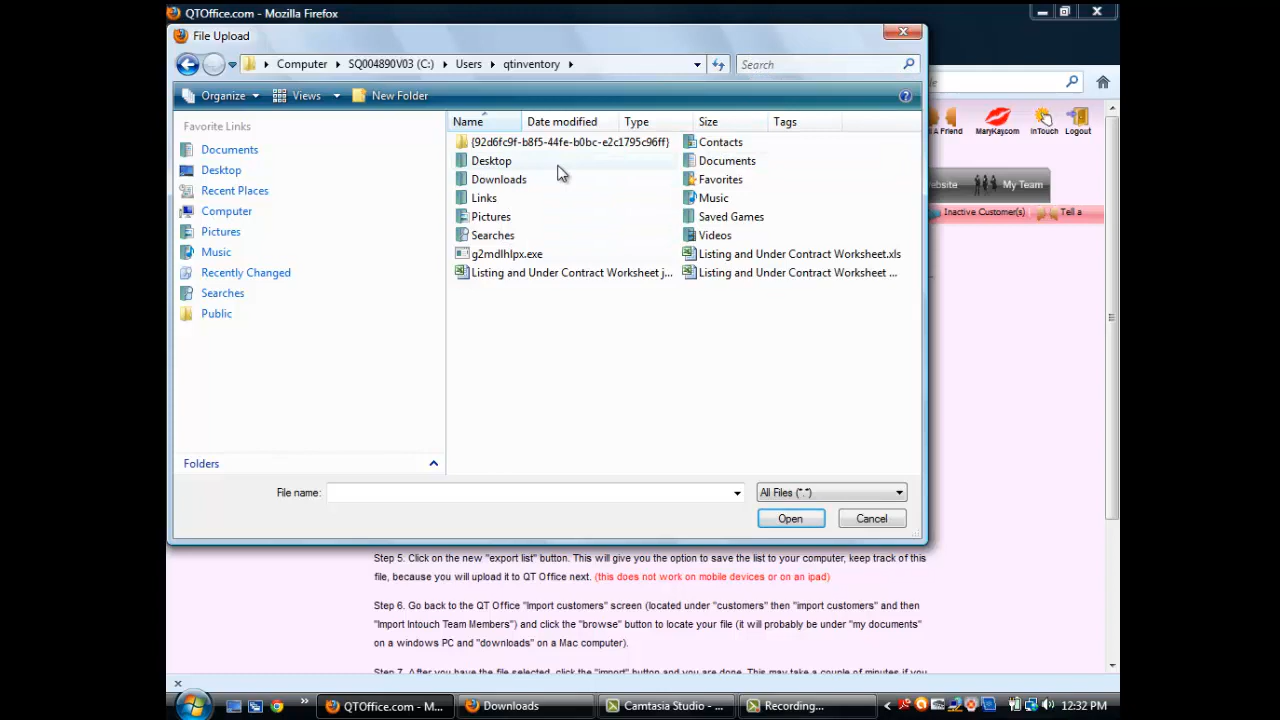 QTOffice.com - Mozilla Firefox
File Upload
Computer SQ004890V03 (C:) Users qtinventory
Search
Organize Views New Folder
Favorite Links
Documents
Desktop
Recent Places
Computer
Pictures
Music
Recently Changed
Searches
Public
Folders
Name Date modified Type Size Tags
{92d6fc9f-b8f5-44fe-b0bc-e2c1795c96ff} Contacts
Desktop Documents
Downloads Favorites
Links Music
Pictures Saved Games
Searches Videos
g2mdlhlpx.exe Listing and Under Contract Worksheet.xls
Listing and Under Contract Worksheet j... Listing and Under Contract Worksheet ...
File name: All Files (*.*)
Open Cancel
A Friend MaryKay.com InTouch Logout
My Team
Inactive Customer(s) Tell a
Step 5. Click on the new "export list" button. This will give you the option to save the list to your computer, keep track of this
file, because you will upload it to QT Office next. (this does not work on mobile devices or on an ipad)
Step 6. Go back to the QT Office "Import customers" screen (located under "customers" then "import customers" and then
"Import Intouch Team Members") and click the "browse" button to locate your file (it will probably be under "my documents"
on a windows PC and "downloads" on a Mac computer).
Step 7. After you have the file selected, click the "import" button and you are done. This may take a couple of minutes if you
QTOffice.com - M... Downloads Camtasia Studio - ... Recording... 12:32 PM